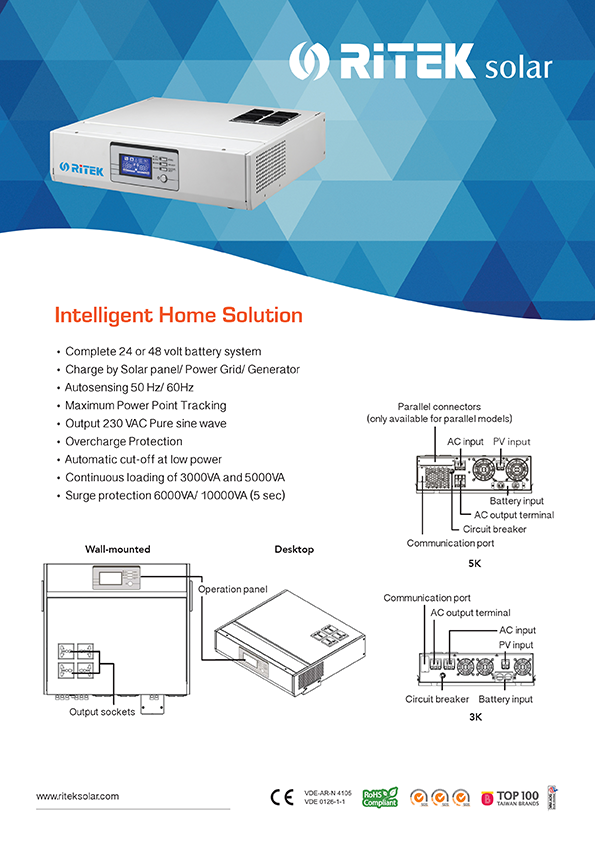 RiTEK solar
RiTEK
Intelligent Home Solution
• Complete 24 or 48 volt battery system
• Charge by Solar panel/ Power Grid/ Generator
• Autosensing 50 Hz/ 60Hz
• Maximum Power Point Tracking
• Output 230 VAC Pure sine wave
• Overcharge Protection
• Automatic cut-off at low power
• Continuous loading of 3000VA and 5000VA
• Surge protection 6000VA/ 10000VA (5 sec)
Parallel connectors
(only available for parallel models)
AC input PV input
Battery input
AC output terminal
Circuit breaker
Communication port
5K
Wall-mounted
Desktop
Operation panel
Output sockets
Communication port
AC output terminal
AC input
PV input
Circuit breaker Battery input
3K
www.riteksolar.com
CE
VDE-AR-N 4105
VDE 0126-1-1
RoHS
Compliant
TOP 100
TAIWAN BRANDS